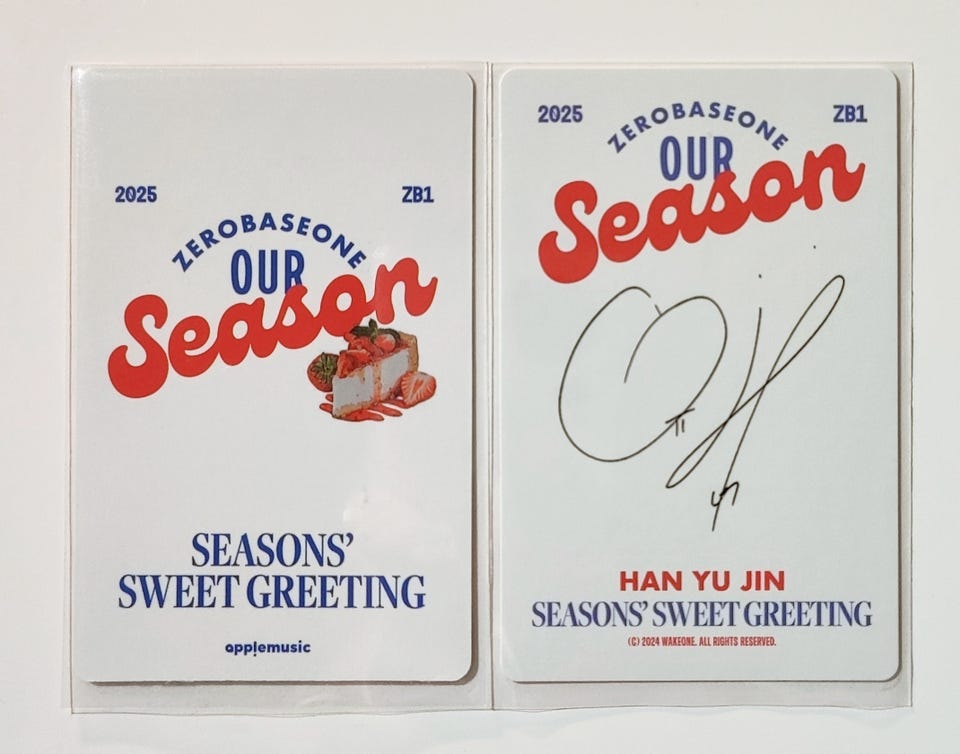 2025 ZB1
ZEROBASEONE
OUR
Season
SEASONS'
SWEET GREETING
applemusic
2025 ZB1
ZEROBASEONE
OUR
Season
HAN YU JIN
SEASONS' SWEET GREETING
(C) 2024 WAKEONE. ALL RIGHTS RESERVED.